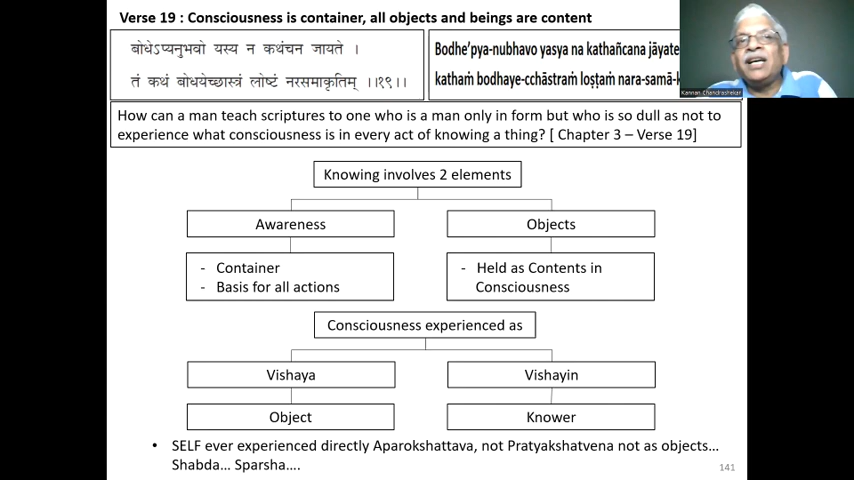 Verse 19 : Consciousness is container, all objects and beings are content
बोधेऽप्यनुभवो यस्य न कथंचन जायते ।
तं कथं बोधयेच्छास्त्रं लोष्टं नरसमाकृतिम् ।।१९।।
Bodhe’pya-nubhavo yasya na kathañcana jāyate
kathaṁ bodhaye-cchāstraṁ loṣṭaṁ nara-samā-k
Kannan Chandrashekar
How can a man teach scriptures to one who is a man only in form but who is so dull as not to
experience what consciousness is in every act of knowing a thing? [ Chapter 3 – Verse 19]
Knowing involves 2 elements
Awareness
Objects
- Container
- Basis for all actions
- Held as Contents in
Consciousness
Consciousness experienced as
Vishaya
Vishayin
Object
Knower
• SELF ever experienced directly Aparokshattava, not Pratyakshatvena not as objects…
Shabda… Sparsha….
141